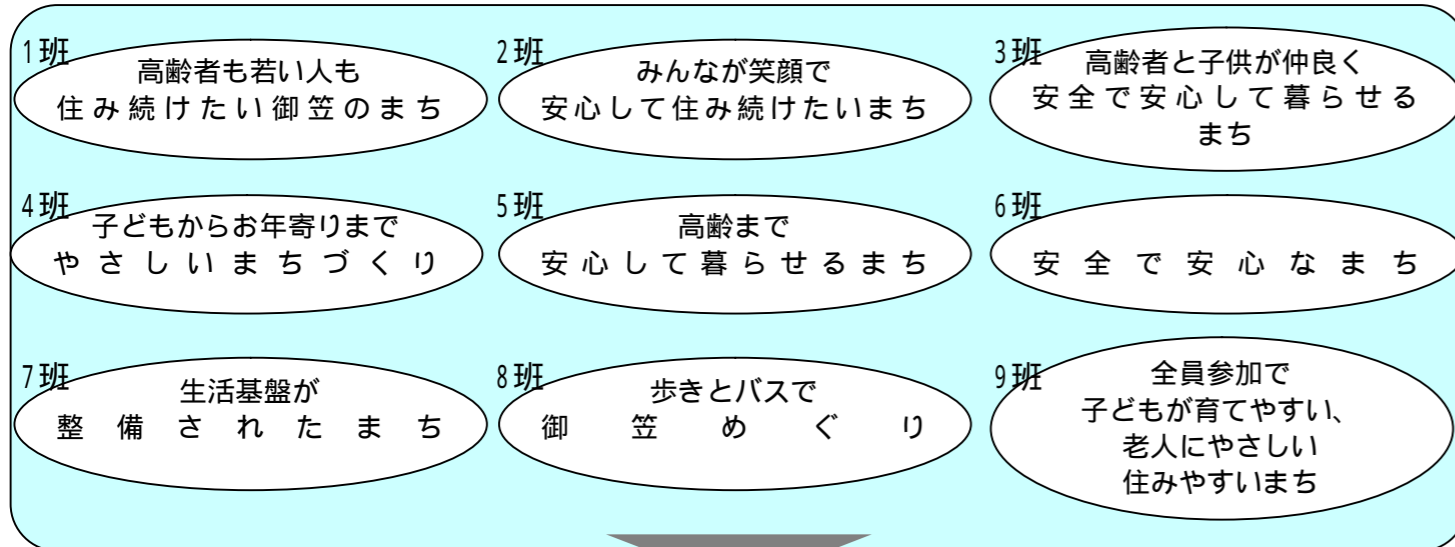 1班
高齢者も若い人も
住み続けたい御笠のまち
2班
みんなが笑顔で
安心して住み続けたいまち
3班
高齢者と子供が仲良く
安全で安心して暮らせる
まち
4班
子どもからお年寄りまで
やさしいまちづくり
5班
高齢まで
安心して暮らせるまち
6班
安全で安心なまち
7班
生活基盤が
整備されたまち
8班
歩きとバスで
御笠めぐり
9班
全員参加で
子どもが育てやすい、
老人にやさしい
住みやすいまち